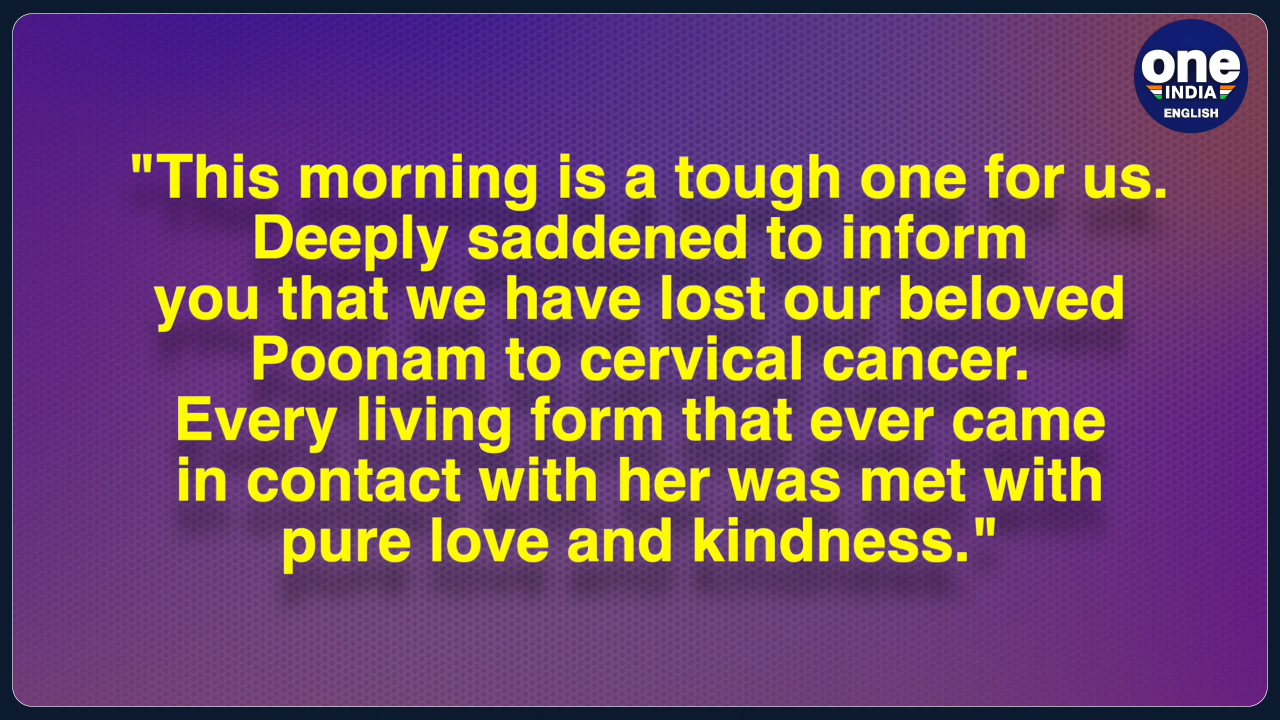 one
INDIA
ENGLISH
"This morning is a tough one for us.
Deeply saddened to inform
you that we have lost our beloved
Poonam to cervical cancer.
Every living form that ever came
in contact with her was met with
pure love and kindness."